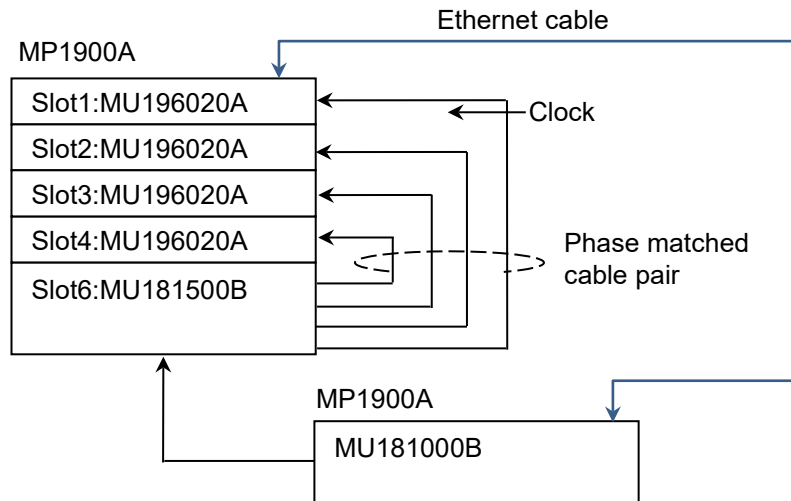 Ethernet cable
MP1900A
Slot1:MU196020A
Clock
Slot2:MU196020A
Slot3:MU196020A
Slot4:MU196020A
Phase matched
cable pair
Slot6:MU181500B
MP1900A
MU181000B